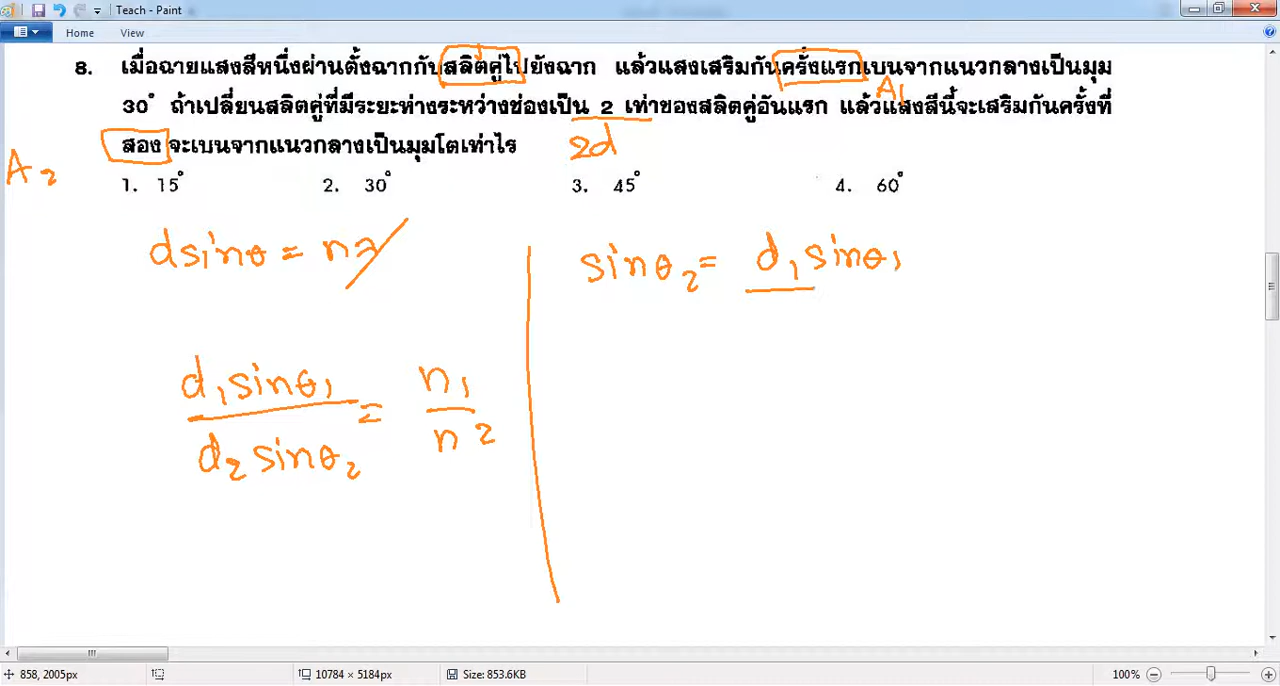 Teach - Paint
Home View
8. เมื่อฉายแสงสีหนึ่งผ่านตั้งฉากกับสลิตคู่ไปยังฉาก แล้วแสงเสริมกันครั้งแรกเบนจากแนวกลางเป็นมุม
A1
30° ถ้าเปลี่ยนสลิตคู่ที่มีระยะห่างระหว่างช่องเป็น 2 เท่าของสลิตคู่อันแรก แล้วแสงสีนี้จะเสริมกันครั้งที่
สอง จะเบนจากแนวกลางเป็นมุมโตเท่าไร
2d
A2
1. 15° 2. 30° 3. 45° 4. 60°
dsinθ = nλ
sinθ2 = d1sinθ1
d1sinθ1 = n1
d2sinθ2 n2
858, 2005px 10784 × 5184px Size: 853.6KB 100%